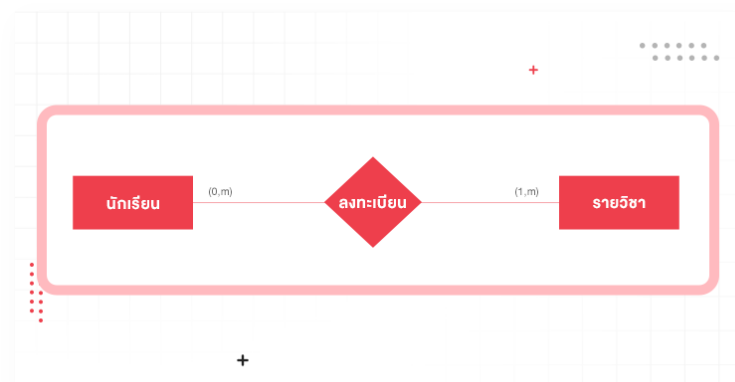 นักเรียน
(0,m)
ลงทะเบียน
(1,m)
รายวิชา